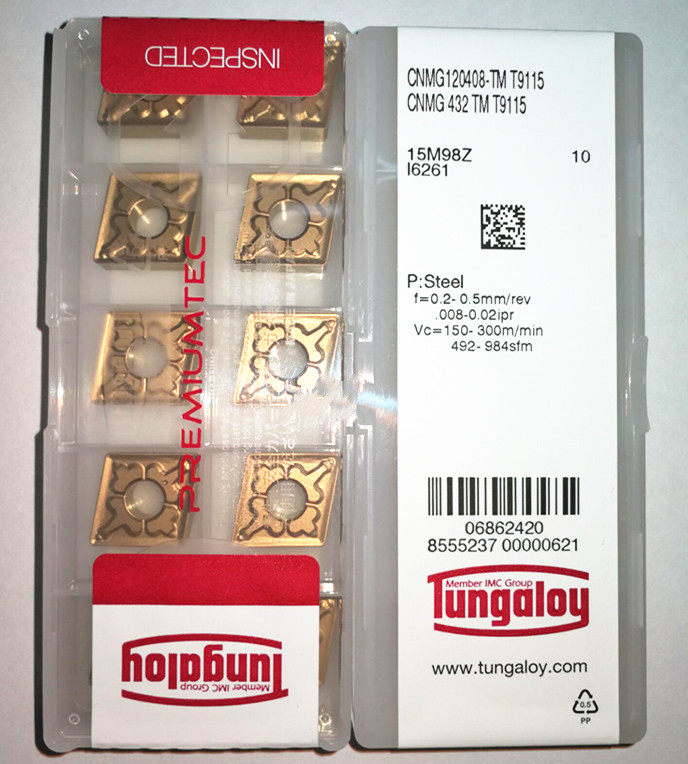 INSPECTED
PREMIUMTEC
Member IMC Group
Tungaloy
CNMG120408-TM T9115
CNMG 432 TM T9115
15M98Z 10
I6261
P:Steel
f=0.2- 0.5mm/rev
.008-0.02ipr
Vc=150- 300m/min
492- 984sfm
06862420
8555237 00000621
Member IMC Group
Tungaloy
www.tungaloy.com
0.5
PP